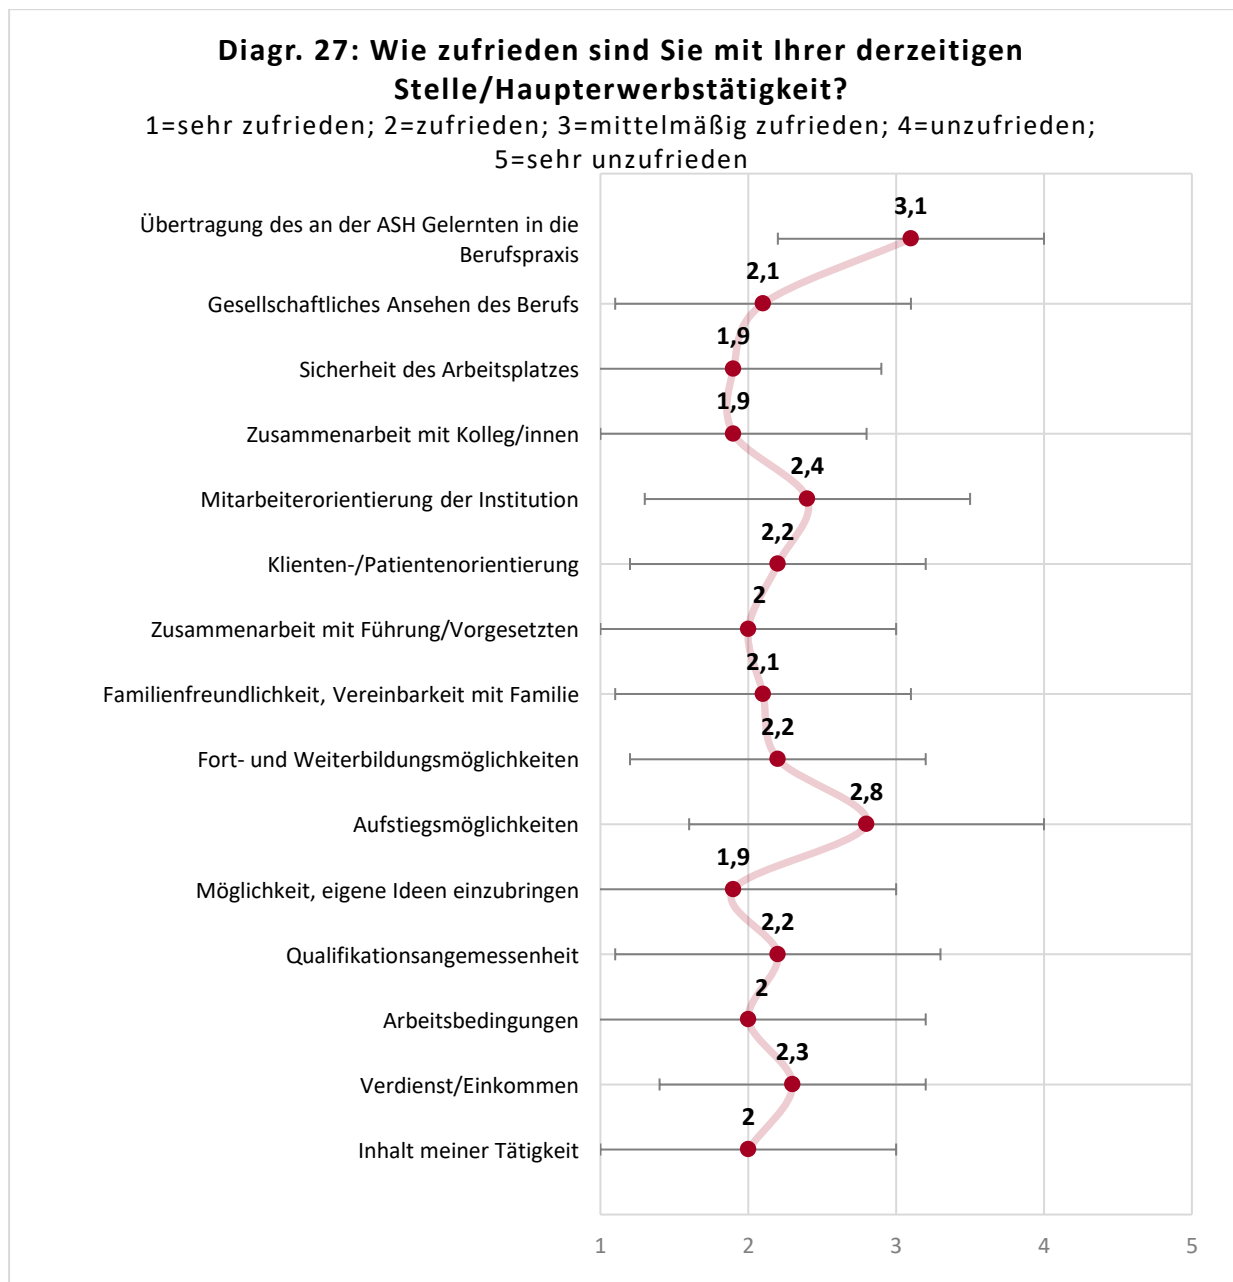 Diagr. 27: Wie zufrieden sind Sie mit Ihrer derzeitigen
Stelle/Haupterwerbstätigkeit?
1=sehr zufrieden; 2=zufrieden; 3=mittelmäßig zufrieden; 4=unzufrieden;
5=sehr unzufrieden
Übertragung des an der ASH Gelernten in die
Berufspraxis
3,1
Gesellschaftliches Ansehen des Berufs
2,1
Sicherheit des Arbeitsplatzes
1,9
Zusammenarbeit mit Kolleg/innen
1,9
Mitarbeiterorientierung der Institution
2,4
Klienten-/Patientenorientierung
2,2
Zusammenarbeit mit Führung/Vorgesetzten
2
Familienfreundlichkeit, Vereinbarkeit mit Familie
2,1
Fort- und Weiterbildungsmöglichkeiten
2,2
Aufstiegsmöglichkeiten
2,8
Möglichkeit, eigene Ideen einzubringen
1,9
Qualifikationsangemessenheit
2,2
Arbeitsbedingungen
2
Verdienst/Einkommen
2,3
Inhalt meiner Tätigkeit
2
1 2 3 4 5